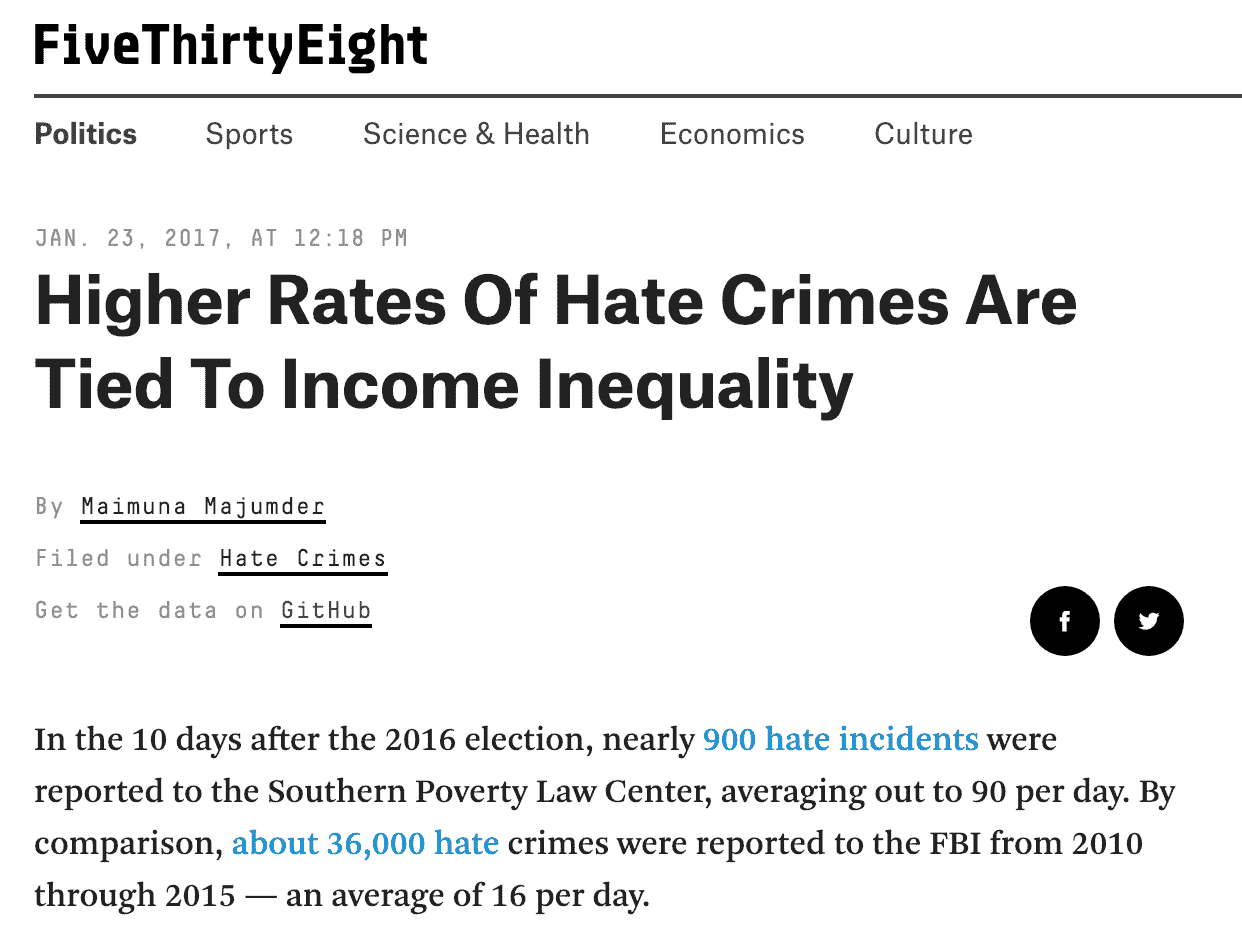 FiveThirtyEight
Politics Sports Science & Health Economics Culture
JAN. 23, 2017, AT 12:18 PM
Higher Rates Of Hate Crimes Are
Tied To Income Inequality
By Maimuna Majumder
Filed under Hate Crimes
Get the data on GitHub
In the 10 days after the 2016 election, nearly 900 hate incidents were
reported to the Southern Poverty Law Center, averaging out to 90 per day. By
comparison, about 36,000 hate crimes were reported to the FBI from 2010
through 2015 — an average of 16 per day.